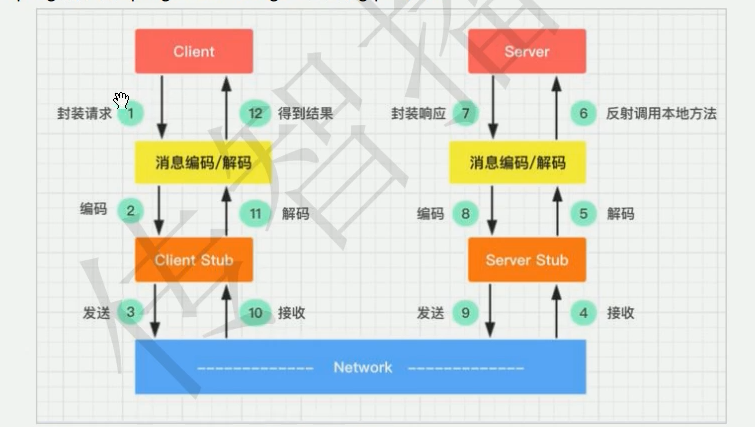 Client
Server
封装请求 1
12 得到结果
封装响应 7
6 反射调用本地方法
消息编码/解码
消息编码/解码
编码 2
11 解码
编码 8
5 解码
Client Stub
Server Stub
发送 3
10 接收
发送 9
4 接收
Network
传智播